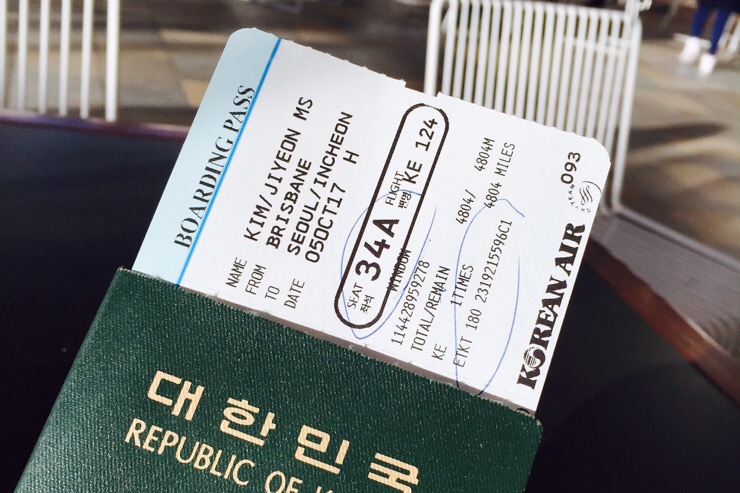 BOARDING PASS
NAME KIM/JIYEON MS
FROM BRISBANE
TO SEOUL/INCHEON
DATE 05OCT17 H
SEAT 좌석 34A FLIGHT 편명 KE 124
WINDOW
114428959278
TOTAL/REMAIN 4804/ 4804M
KE 1TIMES 4804 MILES
ETKT 180 2319215596C1
093
KOREAN AIR
대한민국
REPUBLIC OF